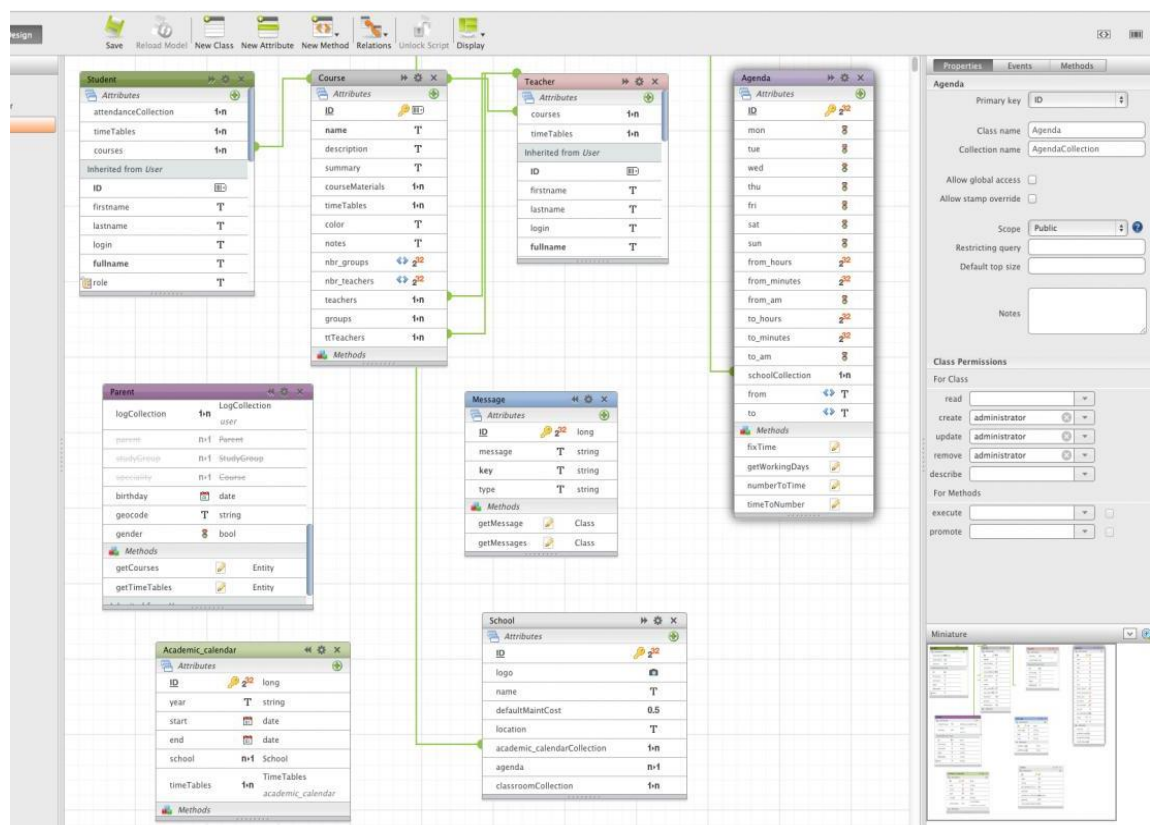 esign
Save
Reload Model
New Class
New Attribute
New Method
Relations
Unlock Script
Display
Student
Attributes
attendanceCollection 1›n
timeTables 1›n
courses 1›n
Inherited from User
ID
firstname T
lastname T
login T
fullname T
role T
Course
Attributes
ID
name T
description T
summary T
courseMaterials 1›n
timeTables 1›n
color T
notes T
nbr_groups 2³²
nbr_teachers 2³²
teachers 1›n
groups 1›n
ttTeachers 1›n
Methods
Teacher
Attributes
courses 1›n
timeTables 1›n
Inherited from User
ID
firstname T
lastname T
login T
fullname T
Agenda
Attributes
ID 2³²
mon
tue
wed
thu
fri
sat
sun
from_hours 2³²
from_minutes 2³²
from_am
to_hours 2³²
to_minutes 2³²
to_am
schoolCollection 1›n
from T
to T
Methods
fixTime
getWorkingDays
numberToTime
timeToNumber
Parent
logCollection 1›n LogCollection
user
parent n›1 Parent
studyGroup n›1 StudyGroup
speciality n›1 Course
birthday date
geocode T string
gender bool
Methods
getCourses Entity
getTimeTables Entity
Message
Attributes
ID 2³² long
message T string
key T string
type T string
Methods
getMessage Class
getMessages Class
Academic_calendar
Attributes
ID 2³² long
year T string
start date
end date
school n›1 School
timeTables 1›n TimeTables
academic_calendar
Methods
School
Attributes
ID 2³²
logo
name T
defaultMaintCost 0.5
location T
academic_calendarCollection 1›n
agenda n›1
classroomCollection 1›n
Properties
Events
Methods
Agenda
Primary key ID
Class name Agenda
Collection name AgendaCollection
Allow global access
Allow stamp override
Scope Public
Restricting query
Default top size
Notes
Class Permissions
For Class
read
create administrator
update administrator
remove administrator
describe
For Methods
execute
promote
Miniature